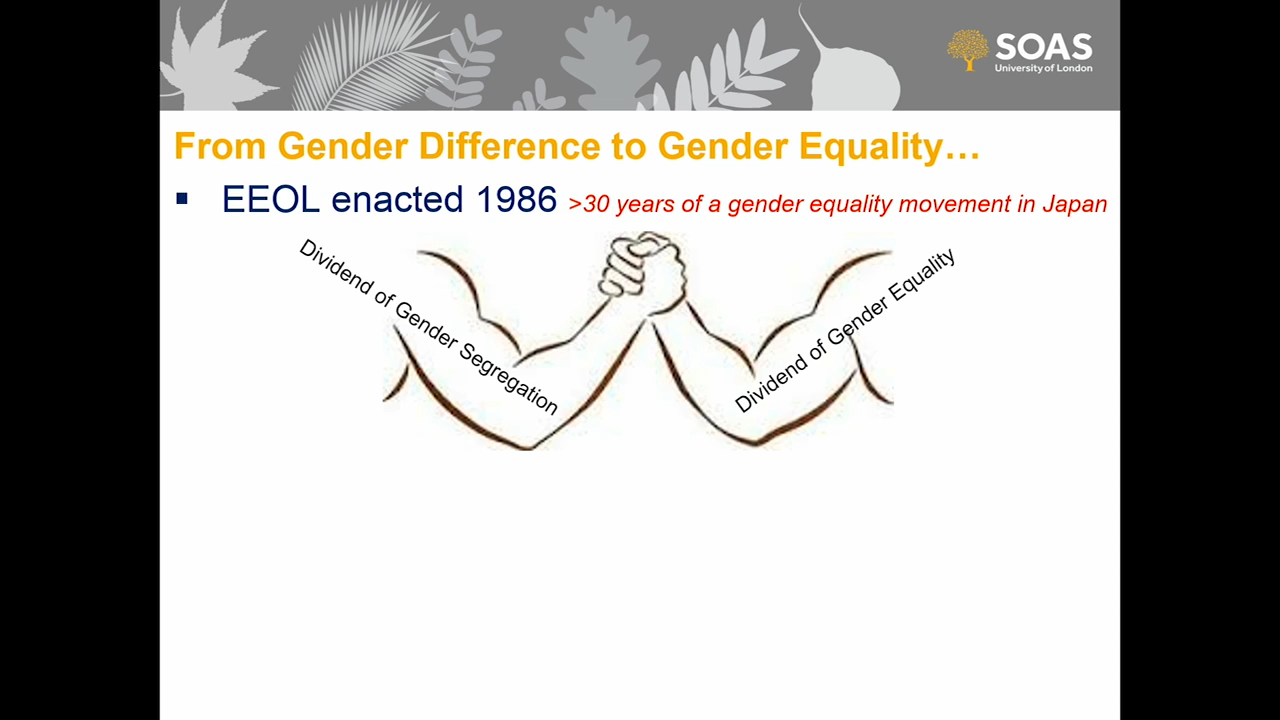 SOAS
University of London
From Gender Difference to Gender Equality…
▪ EEOL enacted 1986 >30 years of a gender equality movement in Japan
Dividend of Gender Segregation
Dividend of Gender Equality